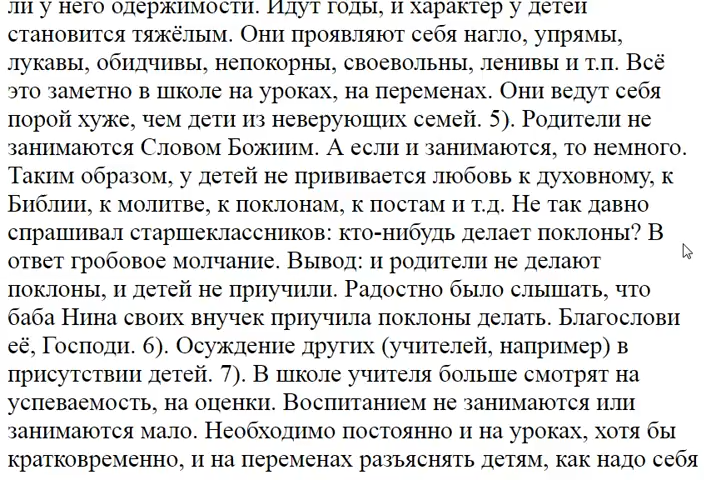 ли у него одержимости. Идут годы, и характер у детей
становится тяжёлым. Они проявляют себя нагло, упрямы,
лукавы, обидчивы, непокорны, своевольны, ленивы и т.п. Всё
это заметно в школе на уроках, на переменах. Они ведут себя
порой хуже, чем дети из неверующих семей. 5). Родители не
занимаются Словом Божиим. А если и занимаются, то немного.
Таким образом, у детей не прививается любовь к духовному, к
Библии, к молитве, к поклонам, к постам и т.д. Не так давно
спрашивал старшеклассников: кто-нибудь делает поклоны? В
ответ гробовое молчание. Вывод: и родители не делают
поклоны, и детей не приучили. Радостно было слышать, что
баба Нина своих внучек приучила поклоны делать. Благослови
её, Господи. 6). Осуждение других (учителей, например) в
присутствии детей. 7). В школе учителя больше смотрят на
успеваемость, на оценки. Воспитанием не занимаются или
занимаются мало. Необходимо постоянно и на уроках, хотя бы
кратковременно, и на переменах разъяснять детям, как надо себя